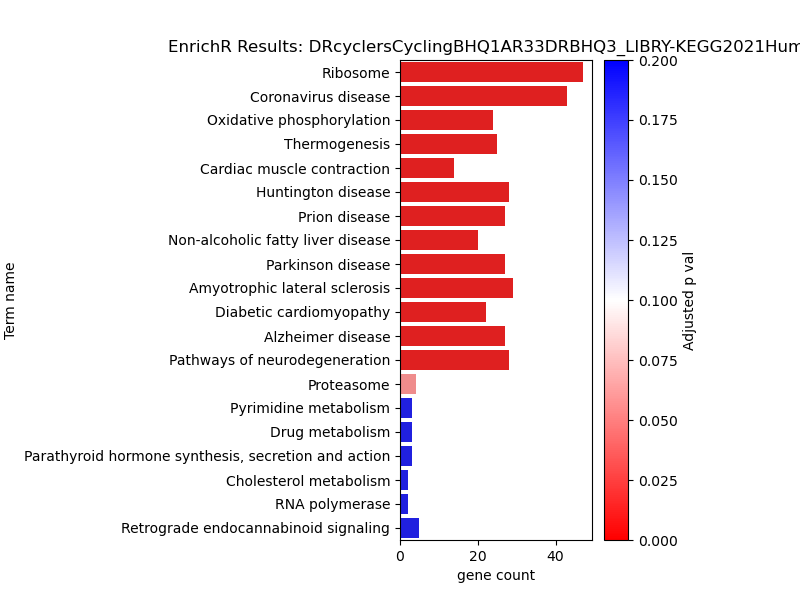 EnrichR Results: DRcyclersCyclingBHQ1AR33DRBHQ3_LIBRY-KEGG2021Hum
Term name
Ribosome
Coronavirus disease
Oxidative phosphorylation
Thermogenesis
Cardiac muscle contraction
Huntington disease
Prion disease
Non-alcoholic fatty liver disease
Parkinson disease
Amyotrophic lateral sclerosis
Diabetic cardiomyopathy
Alzheimer disease
Pathways of neurodegeneration
Proteasome
Pyrimidine metabolism
Drug metabolism
Parathyroid hormone synthesis, secretion and action
Cholesterol metabolism
RNA polymerase
Retrograde endocannabinoid signaling
0 20 40
gene count
0.200
0.175
0.150
0.125
0.100
0.075
0.050
0.025
0.000
Adjusted p val